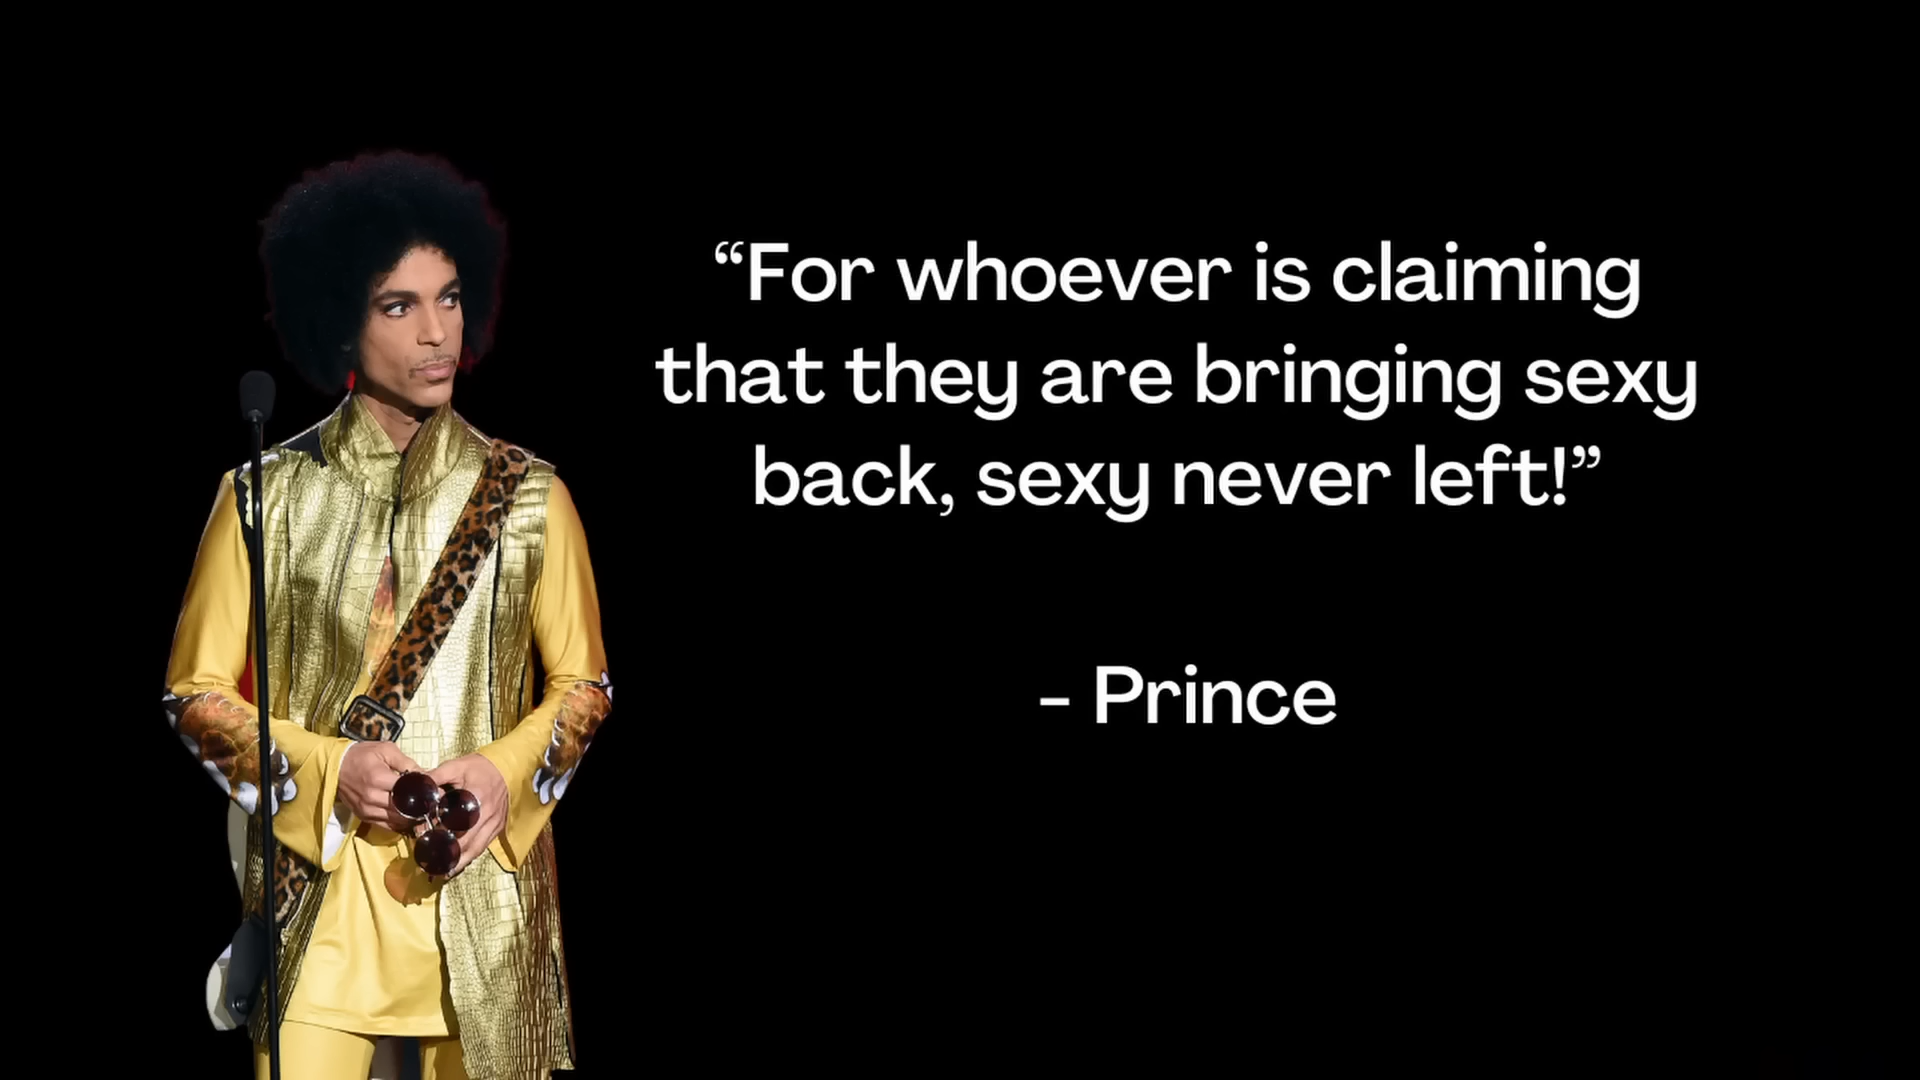 “For whoever is claiming
that they are bringing sexy
back, sexy never left!”
- Prince